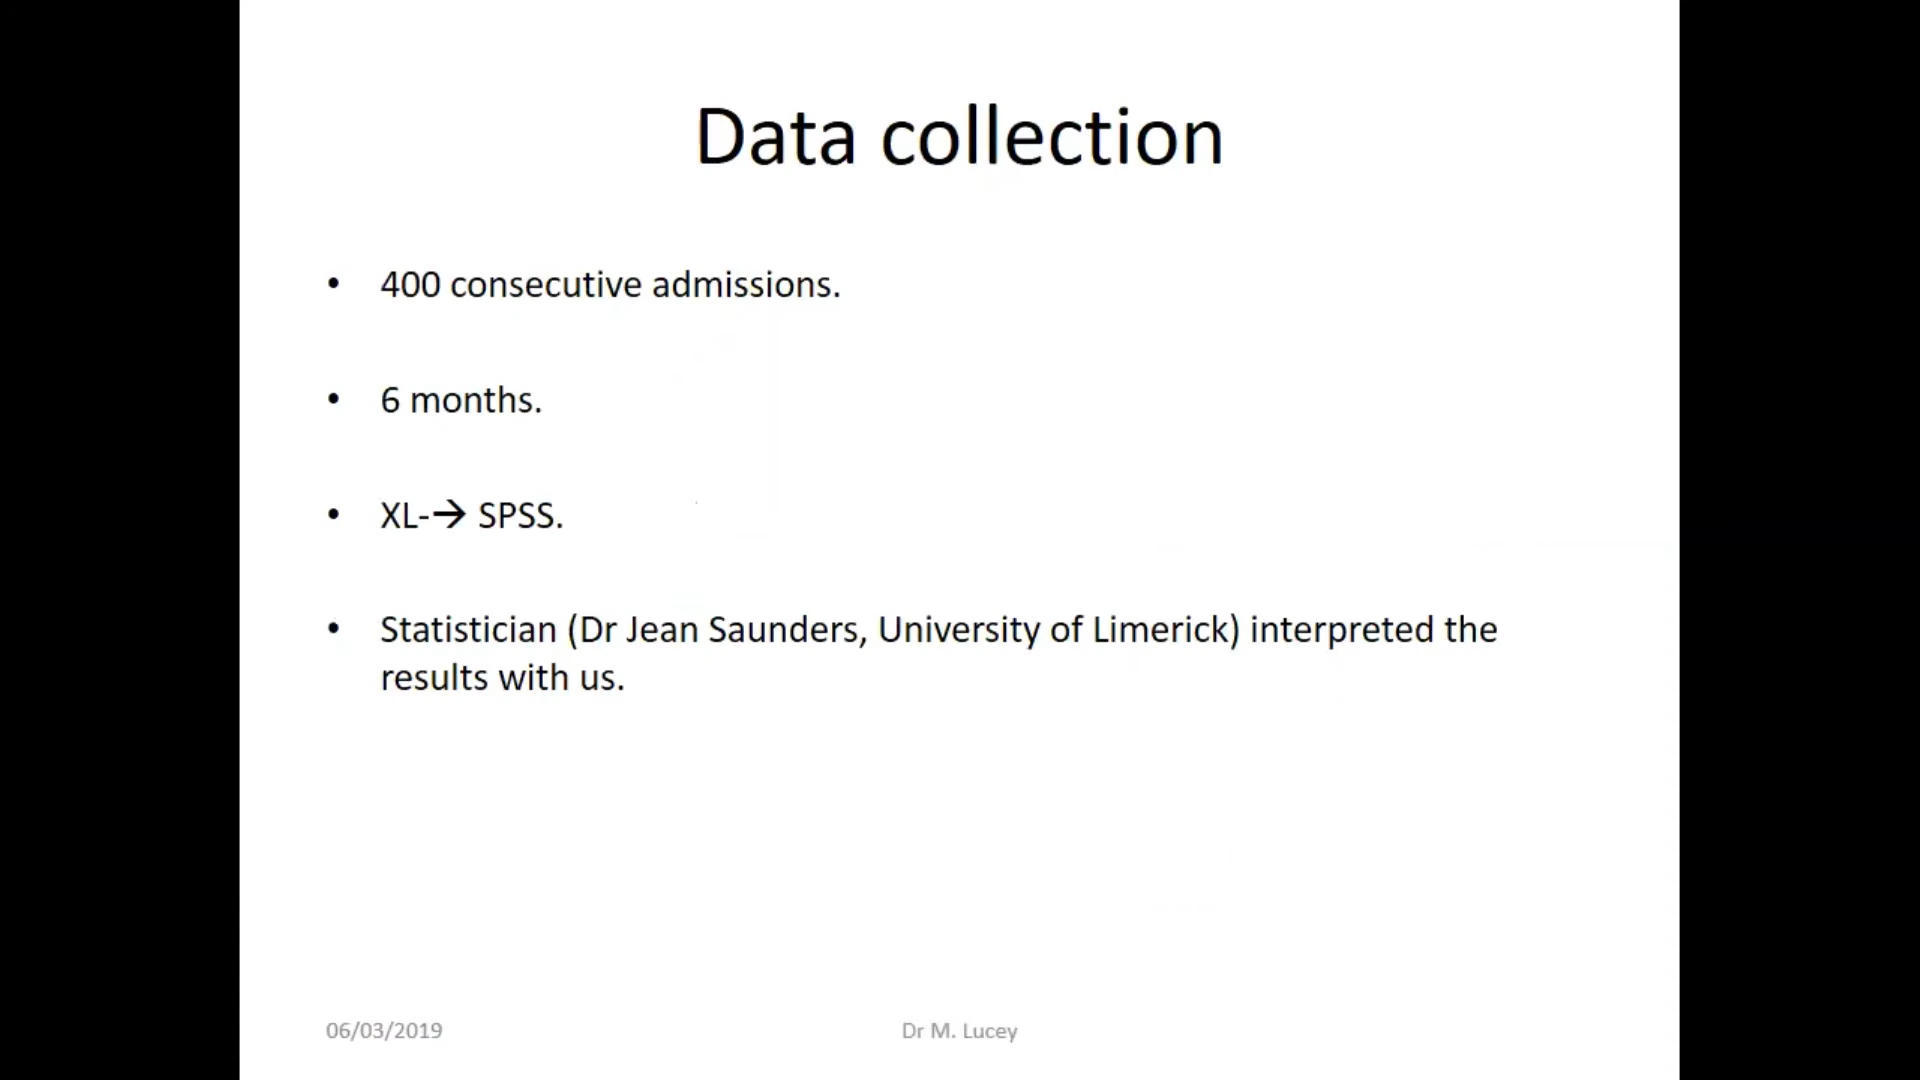 Data collection
• 400 consecutive admissions.
• 6 months.
• XL-→ SPSS.
• Statistician (Dr Jean Saunders, University of Limerick) interpreted the
results with us.
06/03/2019
Dr M. Lucey